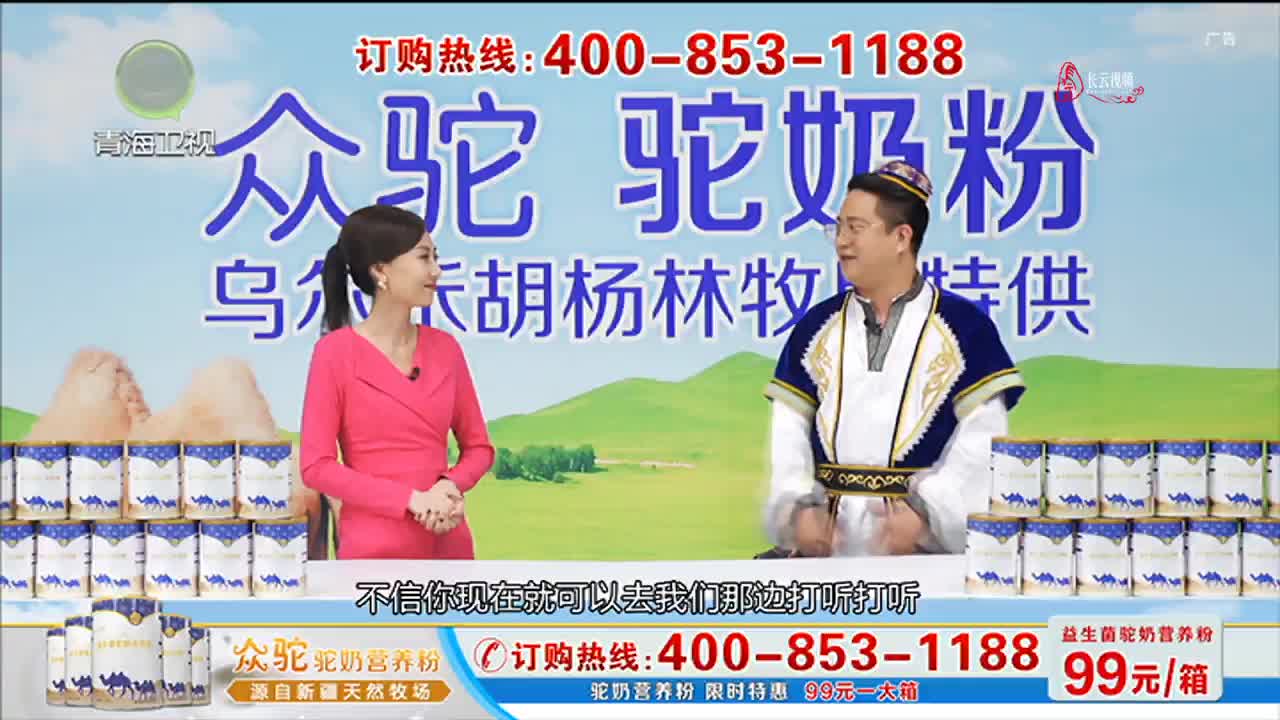 订购热线:400-853-1188
广告
长云视频
青海卫视
众驼 驼奶粉
胡杨林牧 特供
不信你现在就可以去我们那边打听打听
众驼驼奶营养粉
源自新疆天然牧场
订购热线:400-853-1188
驼奶营养粉 限时特惠 99元一大箱
益生菌驼奶营养粉
99元/箱